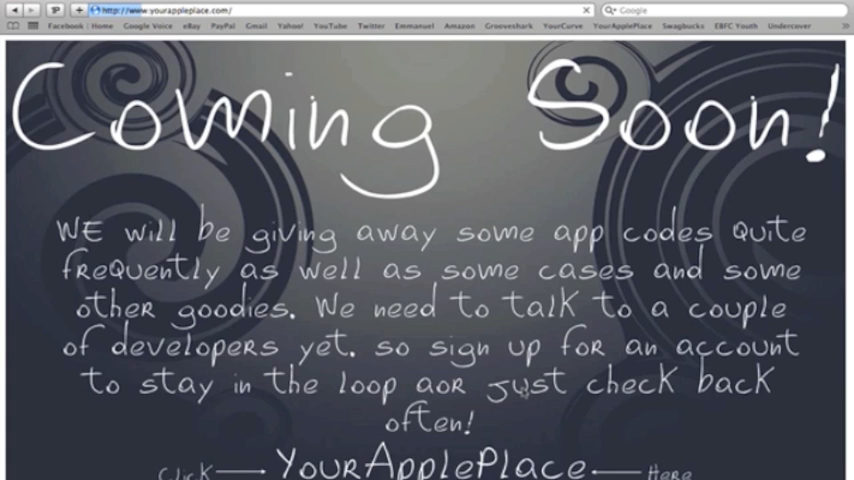 http://www.yourappleplace.com/
Google
Facebook | Home Google Voice eBay PayPal Gmail Yahoo! YouTube Twitter Emmanuel Amazon Grooveshark YourCurve YourApplePlace Swagbucks EBFC Youth Undercover
Coming Soon!
WE will be giving away some app codes quite
frequently as well as some cases and some
other goodies. We need to talk to a couple
of developers yet. so sign up for an account
to stay in the loop aor just check back
often!
Click YourApplePlace Here